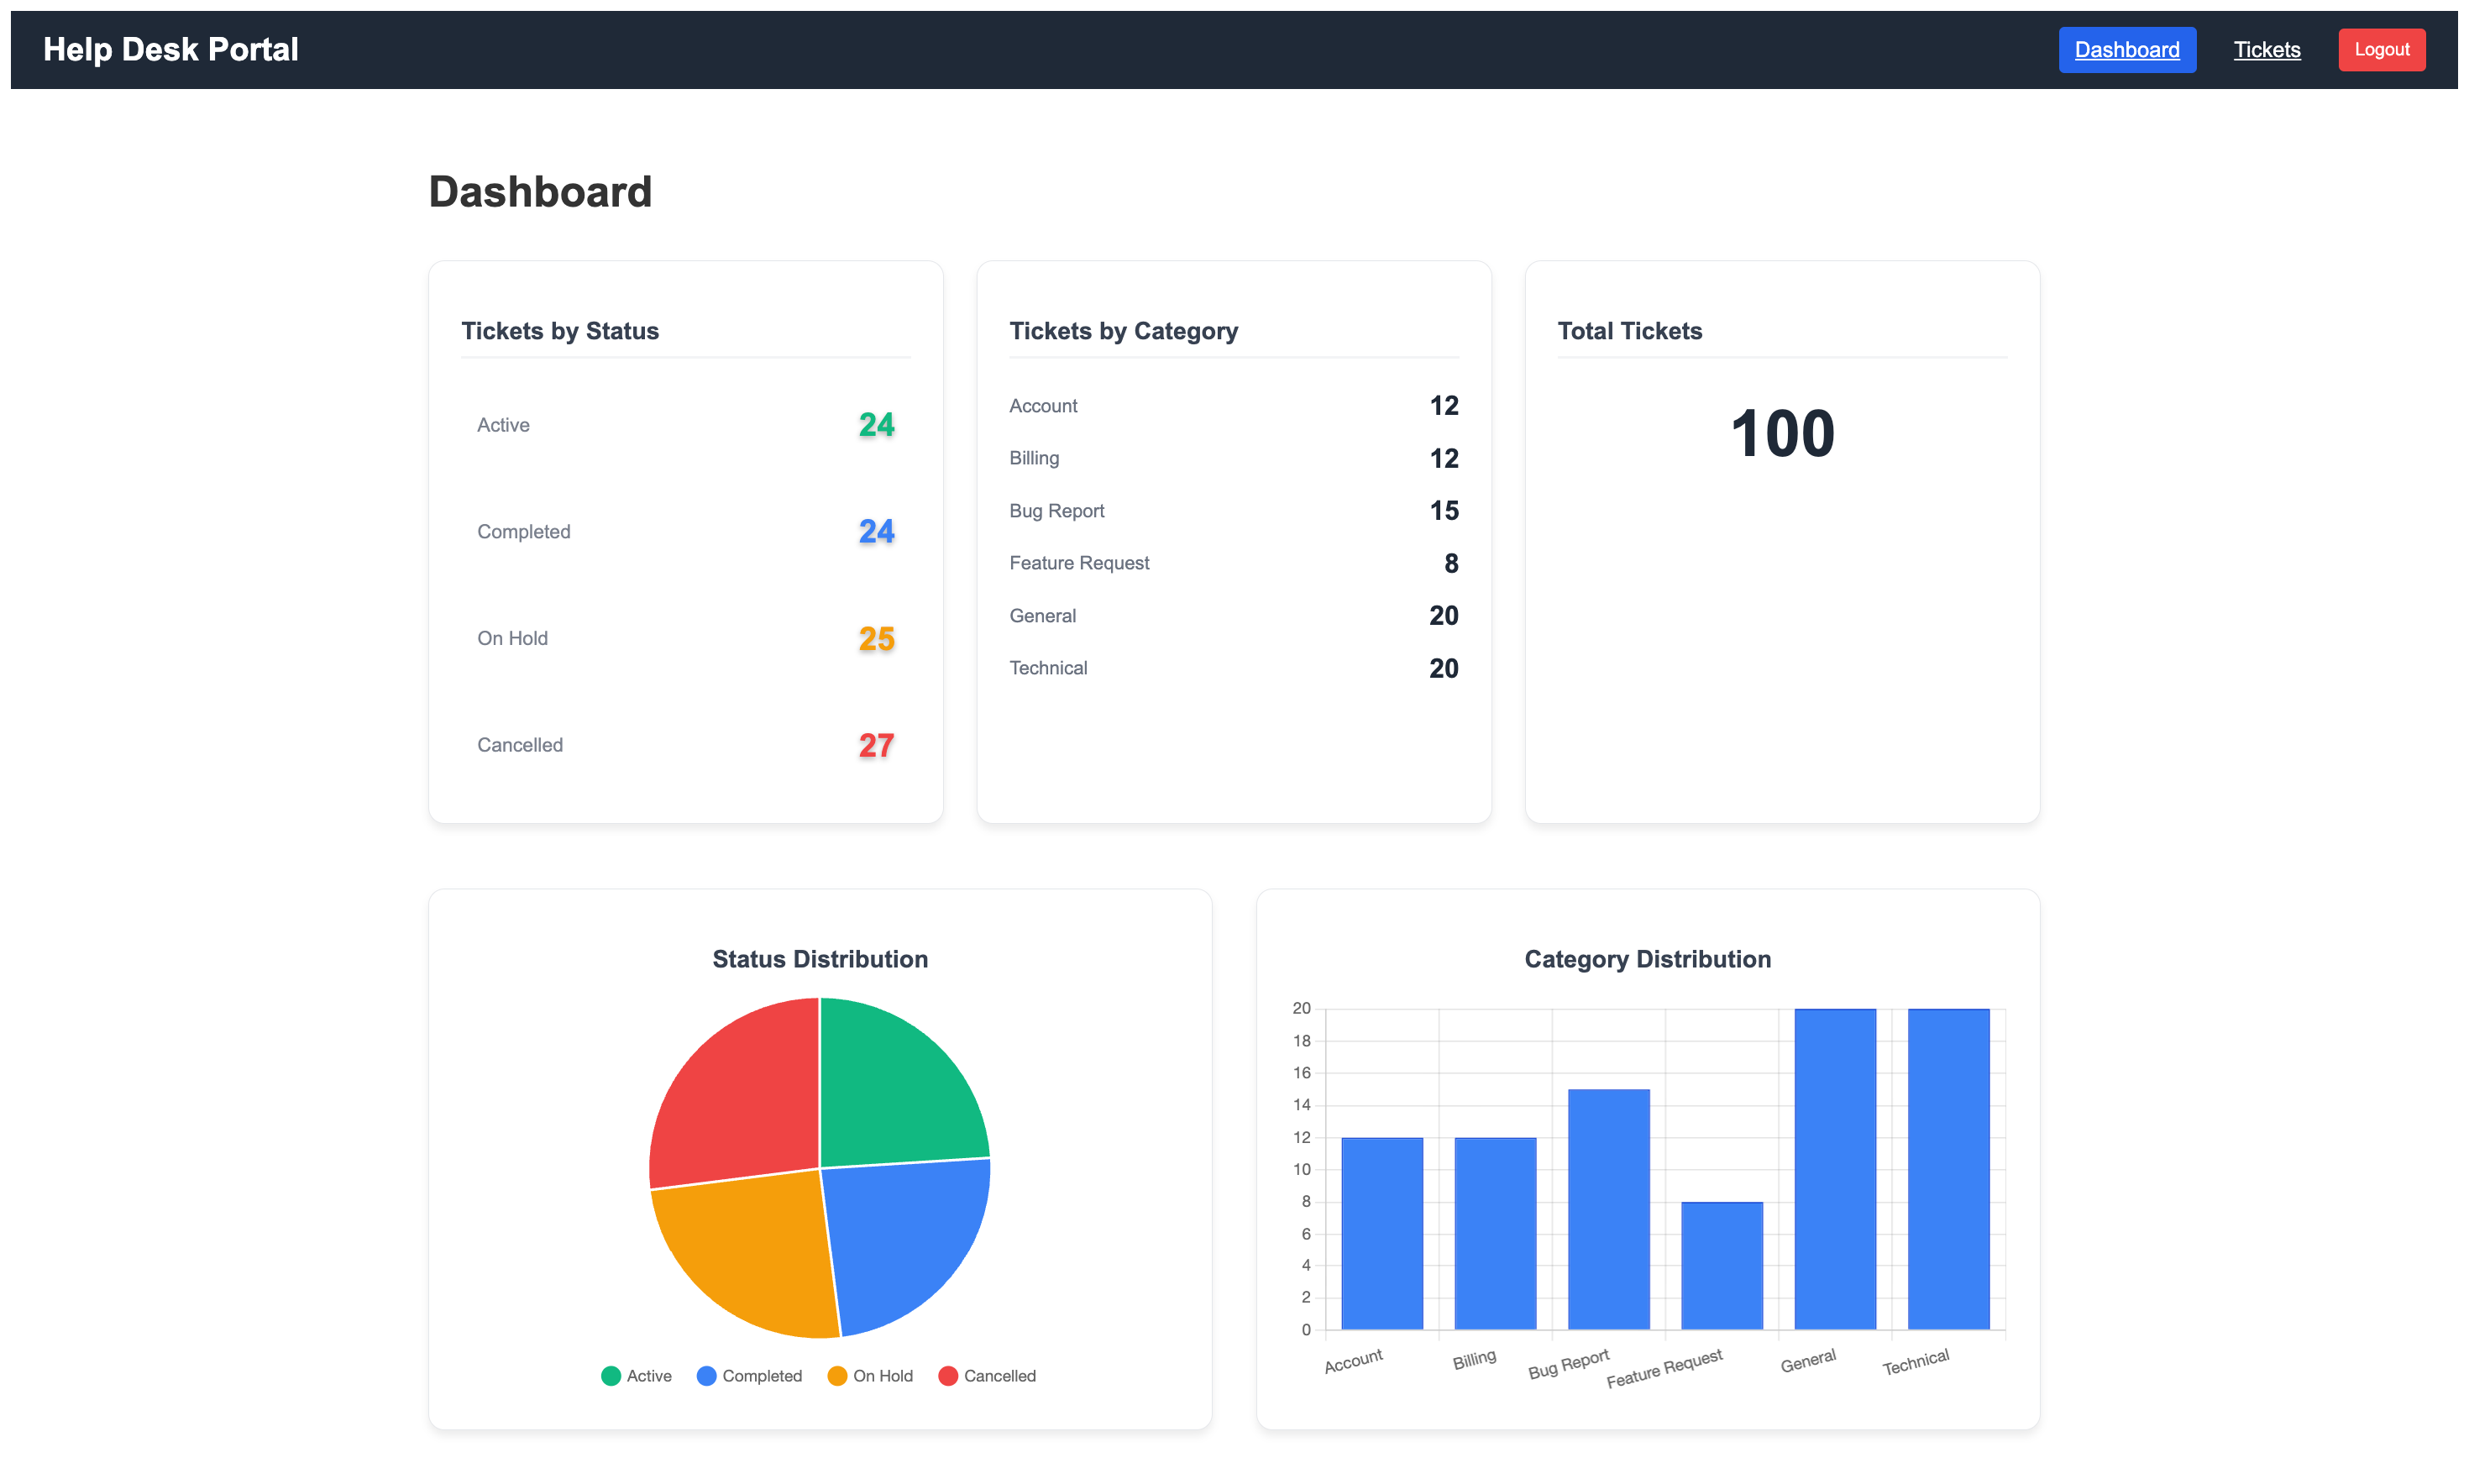 Help Desk Portal
Dashboard
Tickets
Logout
Dashboard
Tickets by Status
Active 24
Completed 24
On Hold 25
Cancelled 27
Tickets by Category
Account 12
Billing 12
Bug Report 15
Feature Request 8
General 20
Technical 20
Total Tickets
100
Status Distribution
Active Completed On Hold Cancelled
Category Distribution
20
18
16
14
12
10
8
6
4
2
0
Account Billing Bug Report Feature Request General Technical